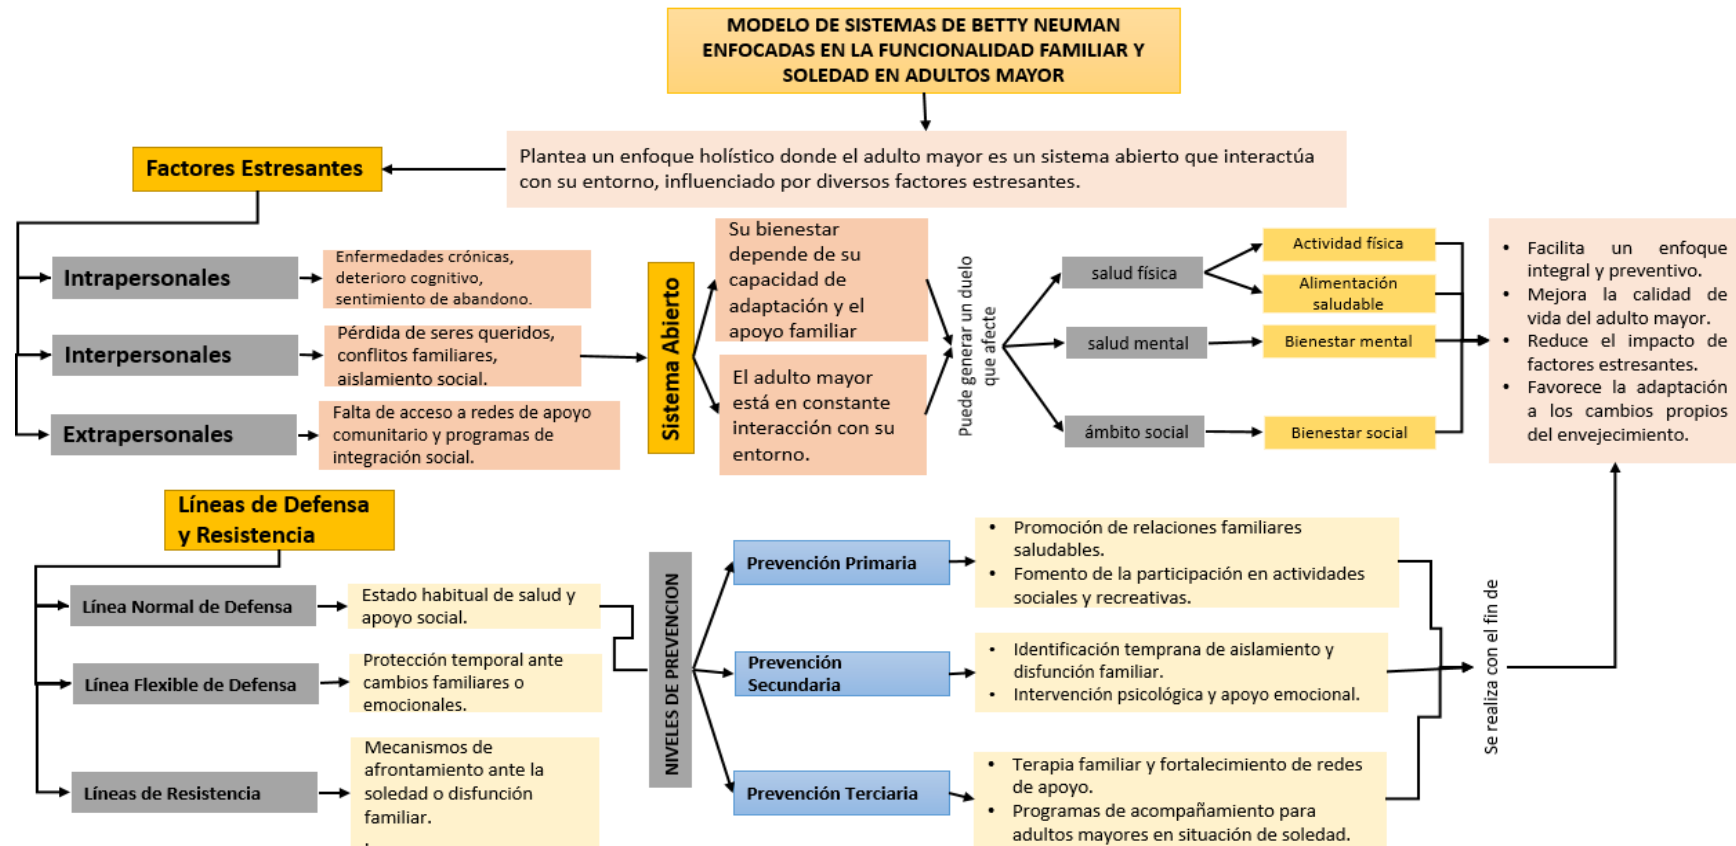 MODELO DE SISTEMAS DE BETTY NEUMAN
ENFOCADAS EN LA FUNCIONALIDAD FAMILIAR Y
SOLEDAD EN ADULTOS MAYOR
Plantea un enfoque holístico donde el adulto mayor es un sistema abierto que interactúa
con su entorno, influenciado por diversos factores estresantes.
Factores Estresantes
Intrapersonales
Enfermedades crónicas,
deterioro cognitivo,
sentimiento de abandono.
Interpersonales
Pérdida de seres queridos,
conflictos familiares,
aislamiento social.
Extrapersonales
Falta de acceso a redes de apoyo
comunitario y programas de
integración social.
Sistema Abierto
Su bienestar
depende de su
capacidad de
adaptación y el
apoyo familiar
El adulto mayor
está en constante
interacción con su
entorno.
Puede generar un duelo
que afecte
salud física
Actividad física
Alimentación
saludable
salud mental
Bienestar mental
ámbito social
Bienestar social
• Facilita un enfoque
integral y preventivo.
• Mejora la calidad de
vida del adulto mayor.
• Reduce el impacto de
factores estresantes.
• Favorece la adaptación
a los cambios propios
del envejecimiento.
Líneas de Defensa
y Resistencia
Línea Normal de Defensa
Estado habitual de salud y
apoyo social.
Línea Flexible de Defensa
Protección temporal ante
cambios familiares o
emocionales.
Líneas de Resistencia
Mecanismos de
afrontamiento ante la
soledad o disfunción
familiar.
.
NIVELES DE PREVENCION
Prevención Primaria
• Promoción de relaciones familiares
saludables.
• Fomento de la participación en actividades
sociales y recreativas.
Prevención
Secundaria
• Identificación temprana de aislamiento y
disfunción familiar.
• Intervención psicológica y apoyo emocional.
Prevención Terciaria
• Terapia familiar y fortalecimiento de redes
de apoyo.
• Programas de acompañamiento para
adultos mayores en situación de soledad.
Se realiza con el fin de